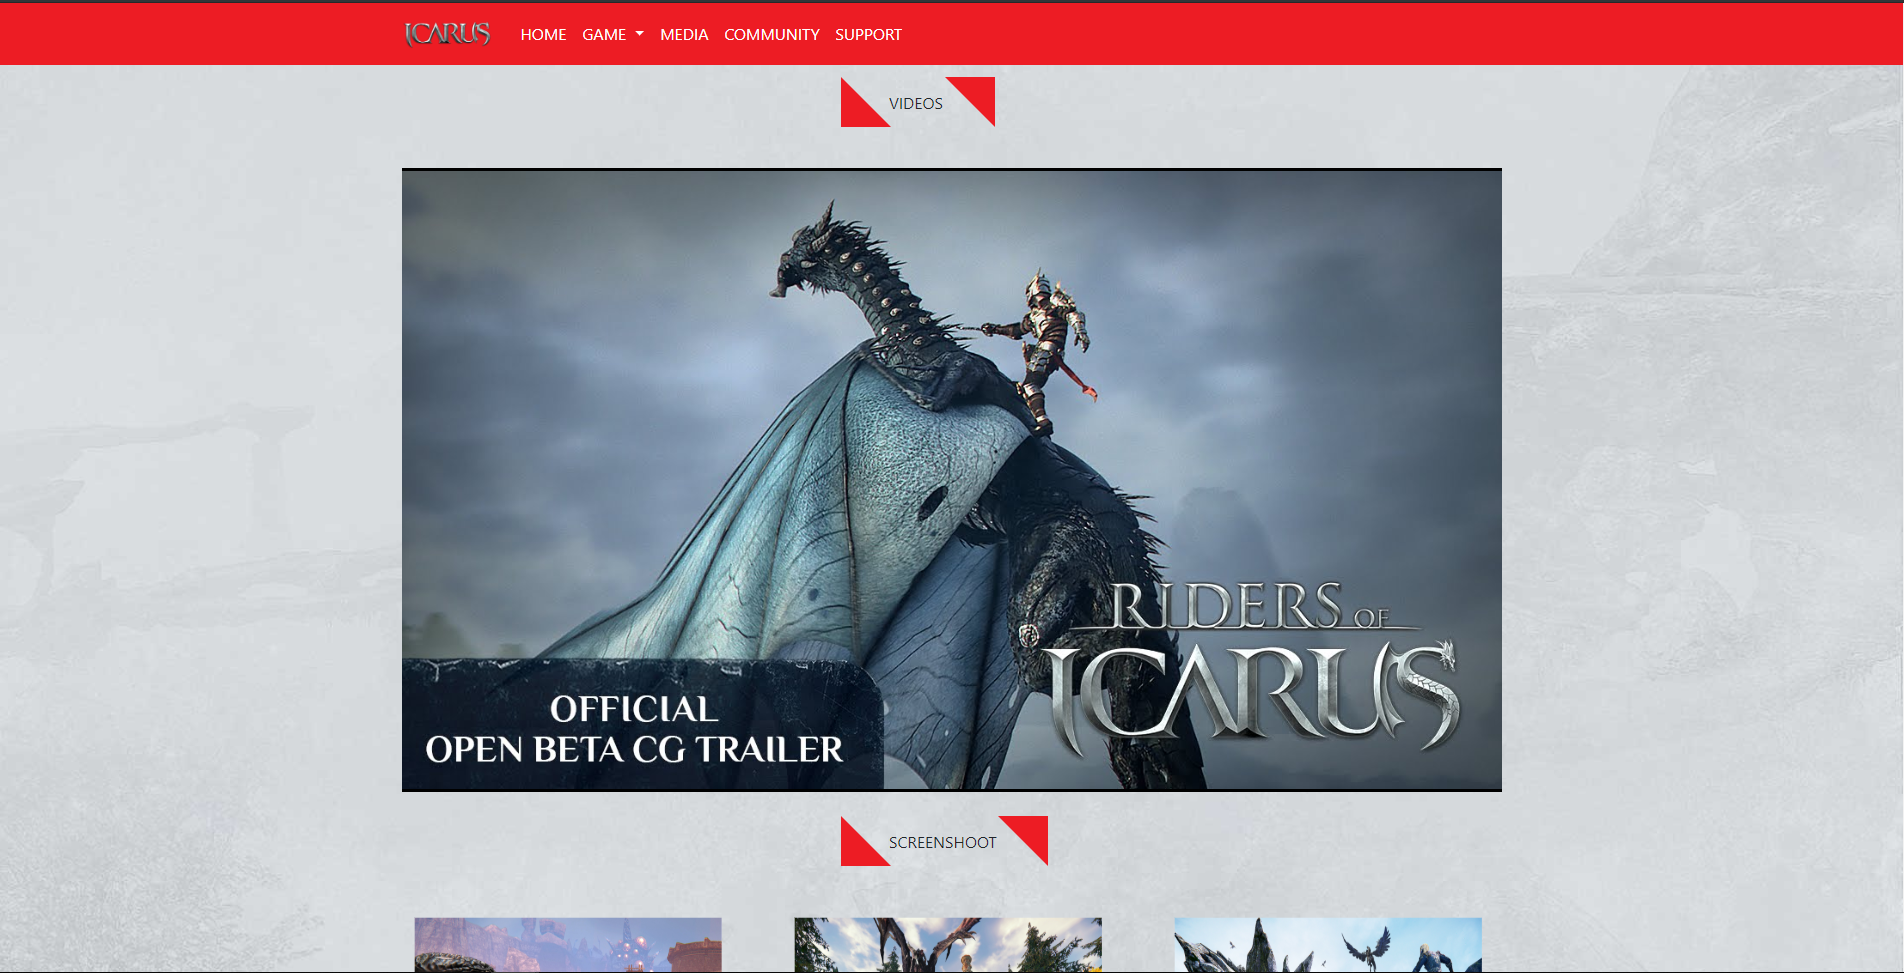 ICARUS HOME GAME MEDIA COMMUNITY SUPPORT
VIDEOS
RIDERS OF
ICARUS
OFFICIAL
OPEN BETA CG TRAILER
SCREENSHOOT